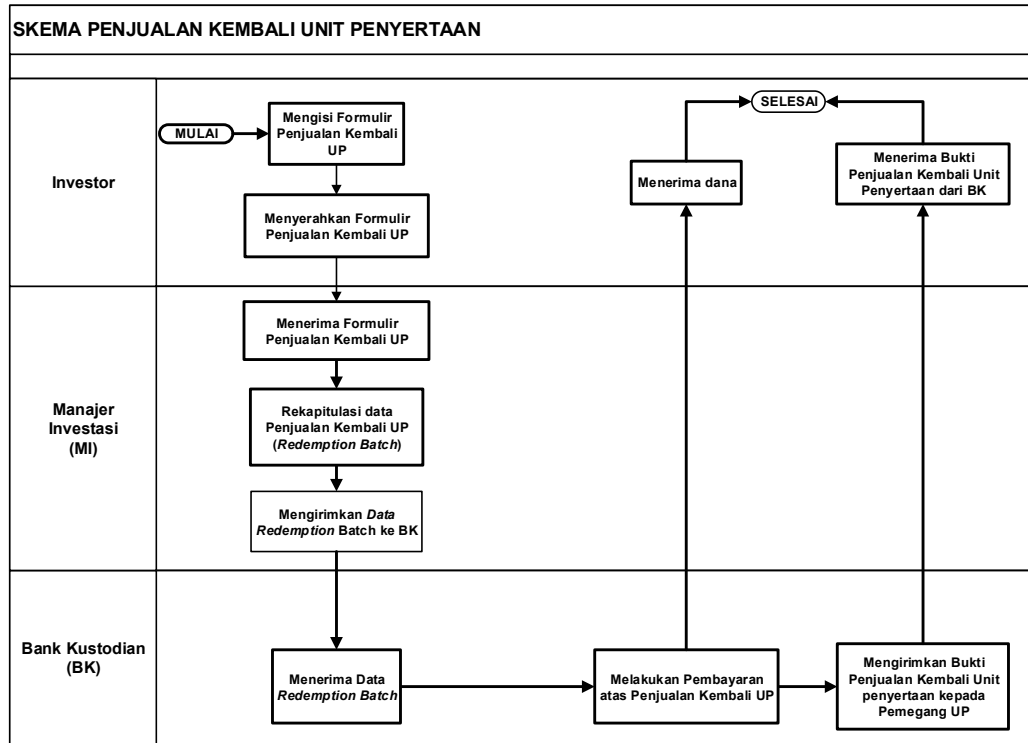 SKEMA PENJUALAN KEMBALI UNIT PENYERTAAN
Investor
MULAI
Mengisi Formulir
Penjualan Kembali
UP
Menyerahkan Formulir
Penjualan Kembali UP
SELESAI
Menerima dana
Menerima Bukti
Penjualan Kembali Unit
Penyertaan dari BK
Manajer
Investasi
(MI)
Menerima Formulir
Penjualan Kembali UP
Rekapitulasi data
Penjualan Kembali UP
(Redemption Batch)
Mengirimkan Data
Redemption Batch ke BK
Bank Kustodian
(BK)
Menerima Data
Redemption Batch
Melakukan Pembayaran
atas Penjualan Kembali UP
Mengirimkan Bukti
Penjualan Kembali Unit
penyertaan kepada
Pemegang UP